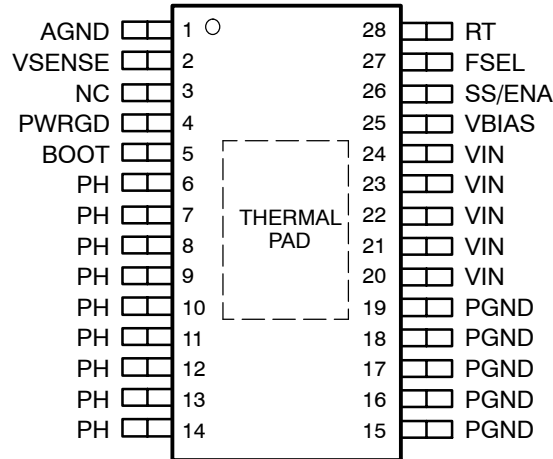 AGND 1 28 RT
VSENSE 2 27 FSEL
NC 3 26 SS/ENA
PWRGD 4 25 VBIAS
BOOT 5 24 VIN
PH 6 23 VIN
PH 7 THERMAL 22 VIN
PH 8 PAD 21 VIN
PH 9 20 VIN
PH 10 19 PGND
PH 11 18 PGND
PH 12 17 PGND
PH 13 16 PGND
PH 14 15 PGND